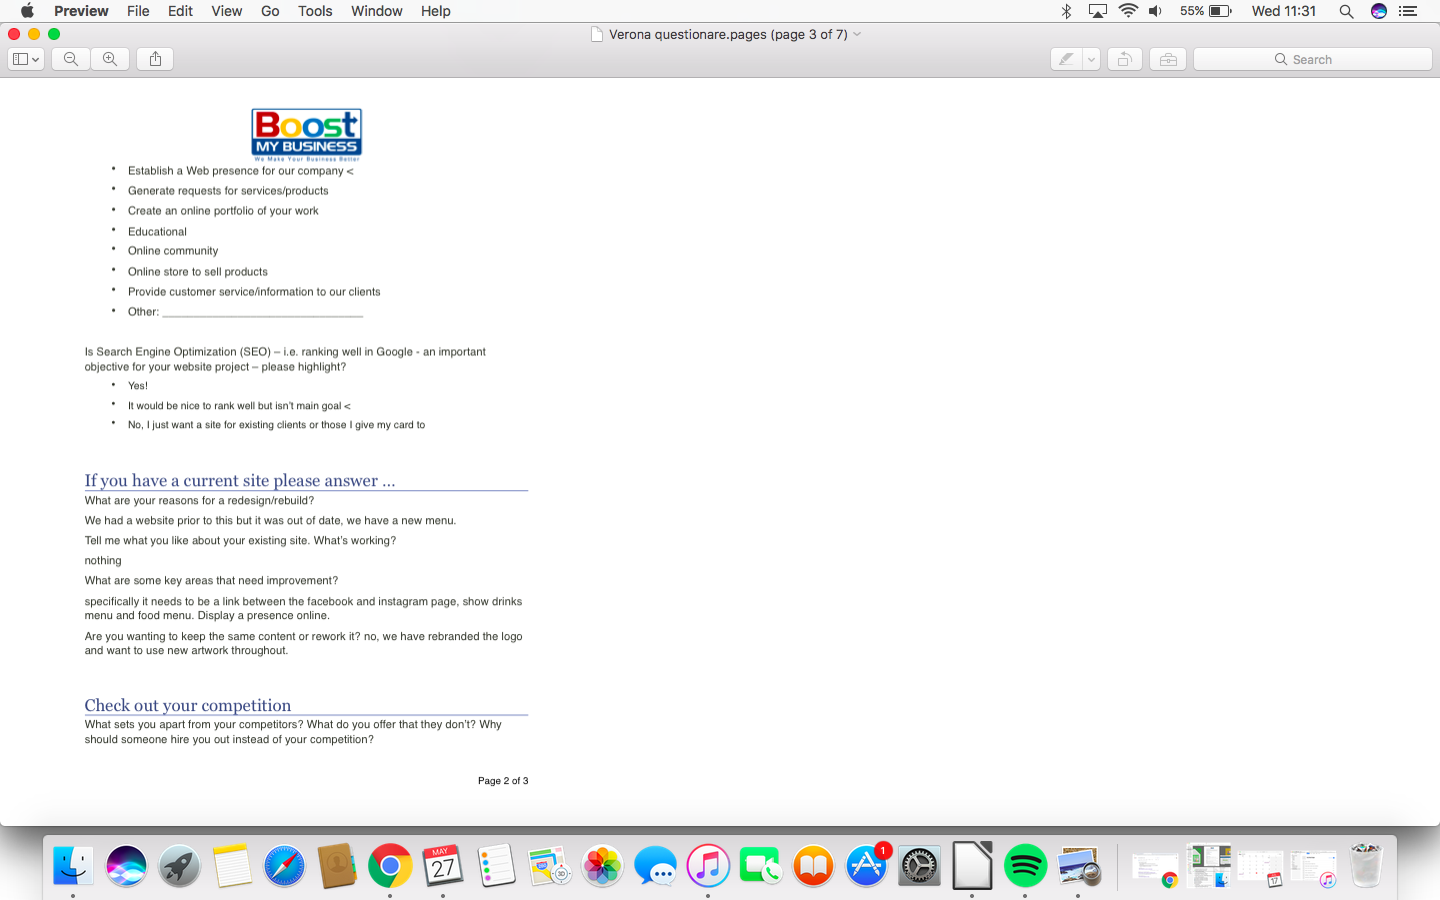 Preview File Edit View Go Tools Window Help
55% Wed 11:31
Verona questionare.pages (page 3 of 7)
Search
Boost
MY BUSINESS
We Make Your Business Better
• Establish a Web presence for our company <
• Generate requests for services/products
• Create an online portfolio of your work
• Educational
• Online community
• Online store to sell products
• Provide customer service/information to our clients
• Other: ________________________________
Is Search Engine Optimization (SEO) – i.e. ranking well in Google - an important
objective for your website project – please highlight?
• Yes!
• It would be nice to rank well but isn't main goal <
• No, I just want a site for existing clients or those I give my card to
If you have a current site please answer ...
What are your reasons for a redesign/rebuild?
We had a website prior to this but it was out of date, we have a new menu.
Tell me what you like about your existing site. What's working?
nothing
What are some key areas that need improvement?
specifically it needs to be a link between the facebook and instagram page, show drinks
menu and food menu. Display a presence online.
Are you wanting to keep the same content or rework it? no, we have rebranded the logo
and want to use new artwork throughout.
Check out your competition
What sets you apart from your competitors? What do you offer that they don't? Why
should someone hire you out instead of your competition?
Page 2 of 3
MAY
27
3D
1
17